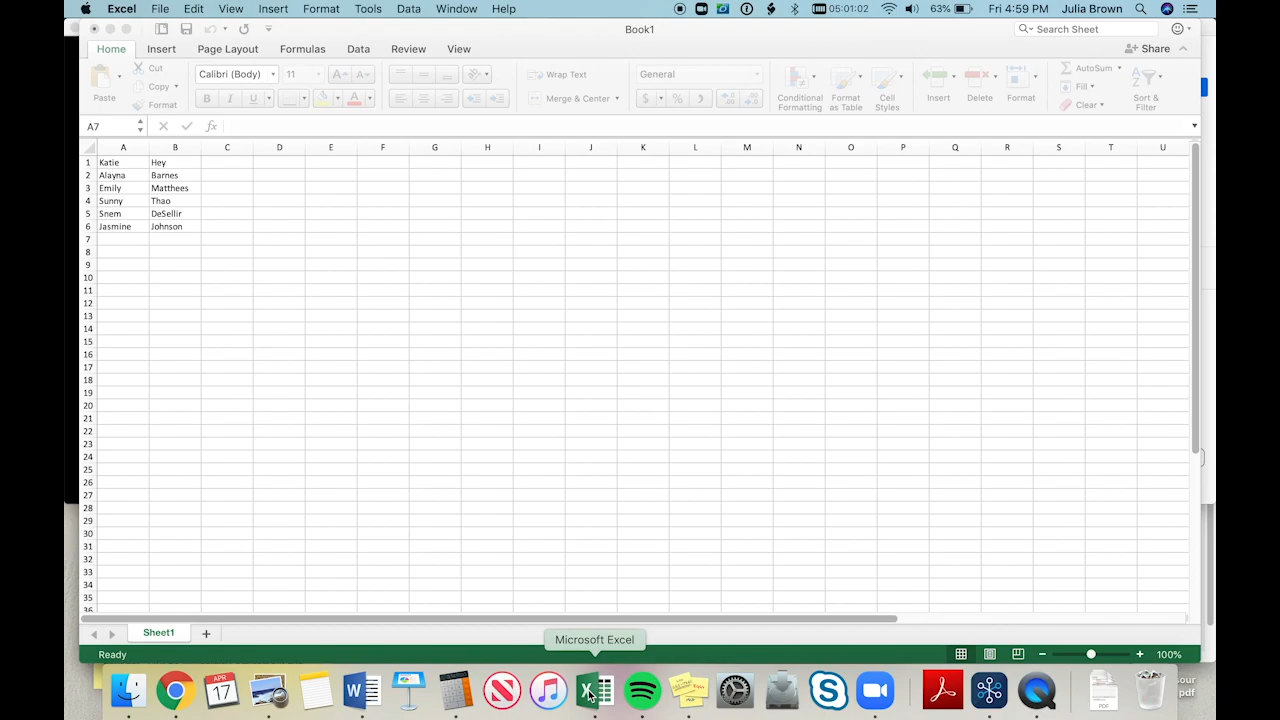 Excel File Edit View Insert Format Tools Data Window Help 05:01:02 63% Fri 4:59 PM Julia Brown
Book1
Search Sheet
Home Insert Page Layout Formulas Data Review View
Share
Paste
Cut
Copy
Format
Calibri (Body) 11
B I U
Wrap Text
Merge & Center
General
$ %
Conditional Formatting
Format as Table
Cell Styles
Insert
Delete
Format
AutoSum
Fill
Clear
Sort & Filter
A7 fx
A B C D E F G H I J K L M N O P Q R S T U
1 Katie Hey
2 Alayna Barnes
3 Emily Matthees
4 Sunny Thao
5 Snem DeSellir
6 Jasmine Johnson
7
8
9
10
11
12
13
14
15
16
17
18
19
20
21
22
23
24
25
26
27
28
29
30
31
32
33
34
35
36
Sheet1
Microsoft Excel
Ready
100%
APR
17
sour
pdf
PDF